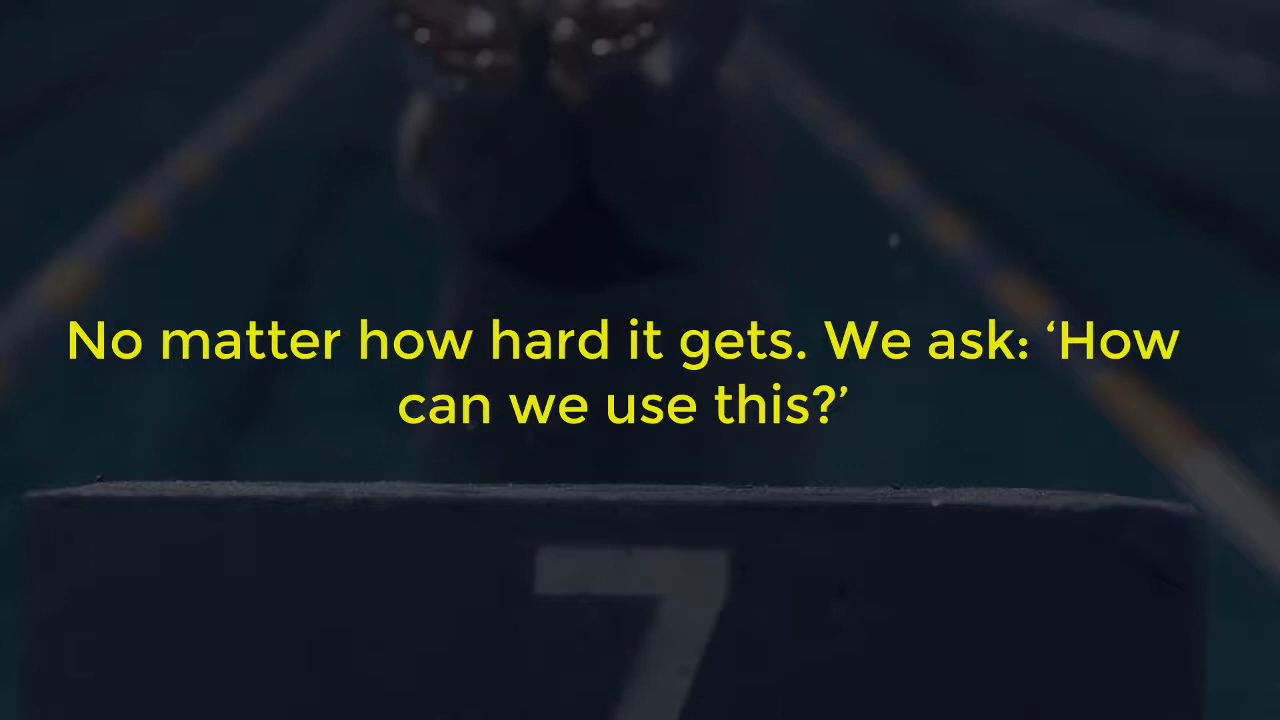 No matter how hard it gets. We ask: ‘How
can we use this?’
7